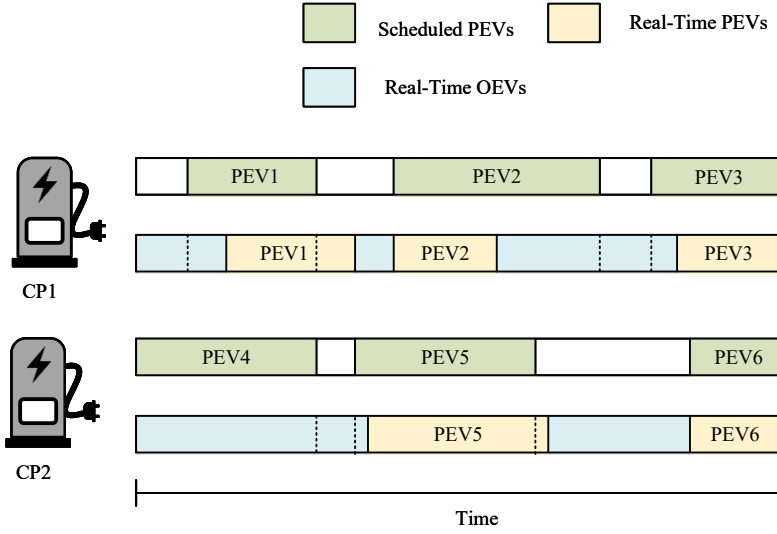 Scheduled PEVs
Real-Time PEVs
Real-Time OEVs
PEV1
PEV2
PEV3
PEV1
PEV2
PEV3
CP1
PEV4
PEV5
PEV6
PEV5
PEV6
CP2
Time